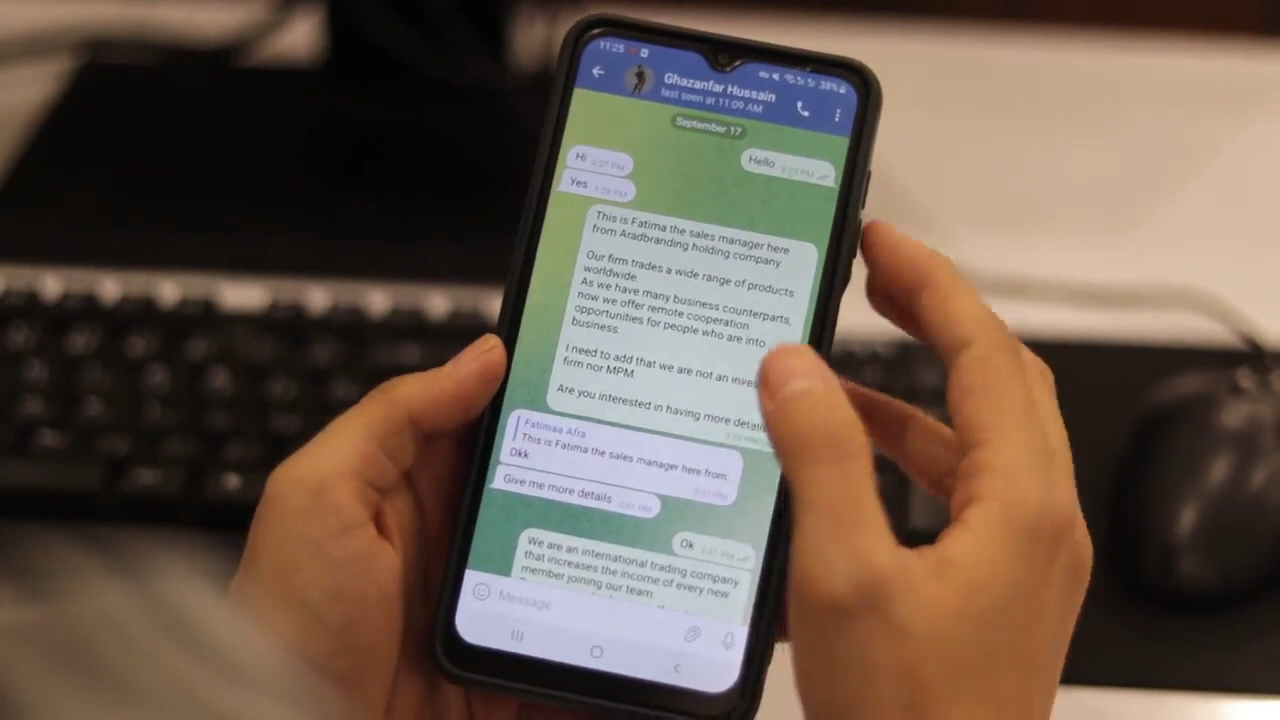 11:25
38%
Ghazanfar Hussain
last seen at 11:09 AM
September 17
Hello
Hi
Yes
This is Fatima the sales manager here
from Aradbranding holding company.
Our firm trades a wide range of products
worldwide.
As we have many business counterparts,
now we offer remote cooperation
opportunities for people who are into
business.
I need to add that we are not an
firm nor MPM.
Are you interested in having more
Fatimaa Afra
This is Fatima the sales manager here from
Okk
Give me more details
Ok
We are an international trading company
that increases the income of every new
member joining our team.
Message